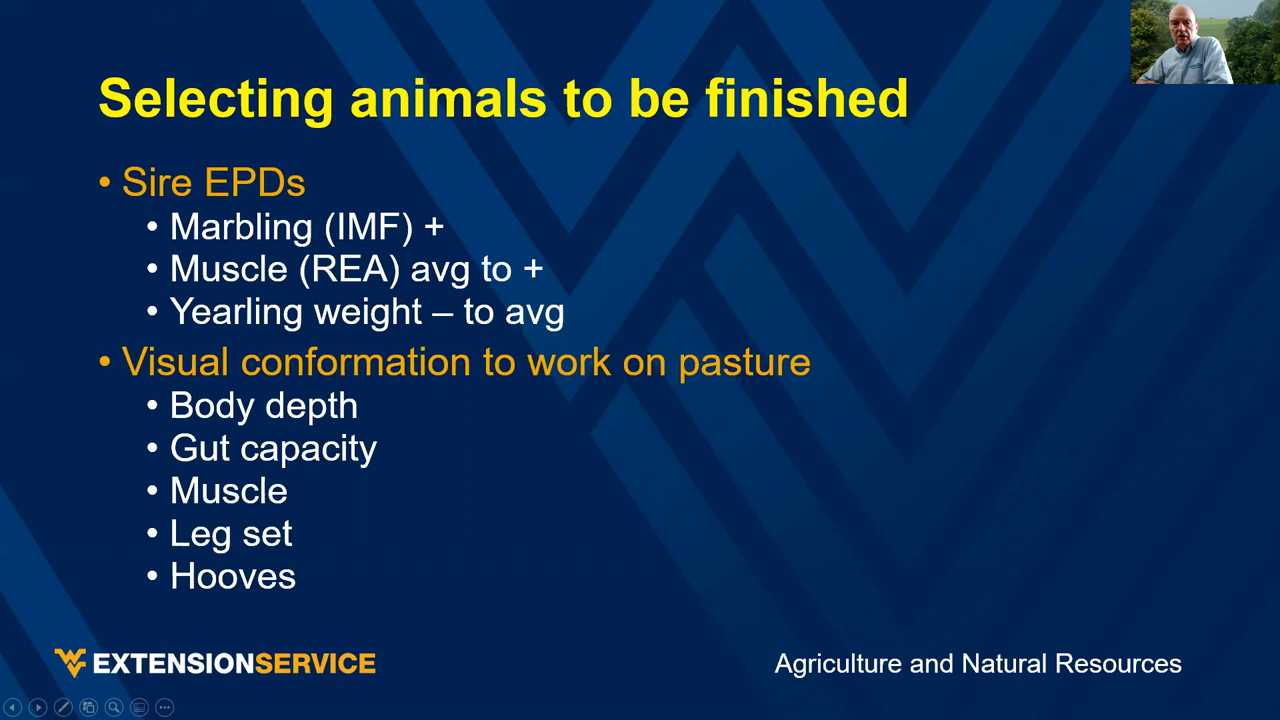 Selecting animals to be finished
• Sire EPDs
• Marbling (IMF) +
• Muscle (REA) avg to +
• Yearling weight – to avg
• Visual conformation to work on pasture
• Body depth
• Gut capacity
• Muscle
• Leg set
• Hooves
EXTENSIONSERVICE
Agriculture and Natural Resources